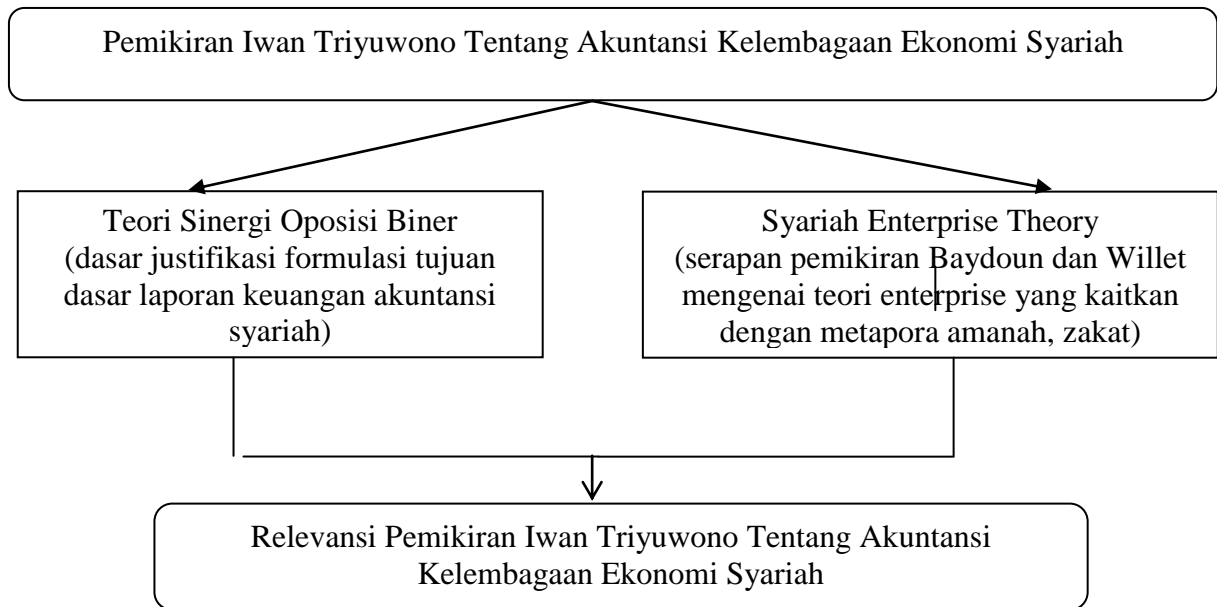 Pemikiran Iwan Triyuwono Tentang Akuntansi Kelembagaan Ekonomi Syariah
Teori Sinergi Oposisi Biner
(dasar justifikasi formulasi tujuan
dasar laporan keuangan akuntansi
syariah)
Syariah Enterprise Theory
(serapan pemikiran Baydoun dan Willet
mengenai teori enterprise yang kaitkan
dengan metapora amanah, zakat)
Relevansi Pemikiran Iwan Triyuwono Tentang Akuntansi
Kelembagaan Ekonomi Syariah